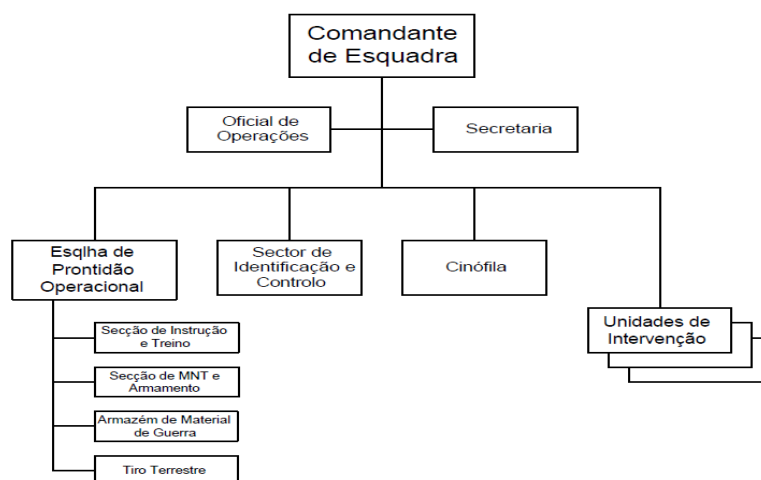 Comandante
de Esquadra
Oficial de
Operações
Secretaria
Esqlha de
Prontidão
Operacional
Sector de
Identificação e
Controlo
Cinófila
Unidades de
Intervenção
Secção de Instrução
e Treino
Secção de MNT e
Armamento
Armazém de Material
de Guerra
Tiro Terrestre